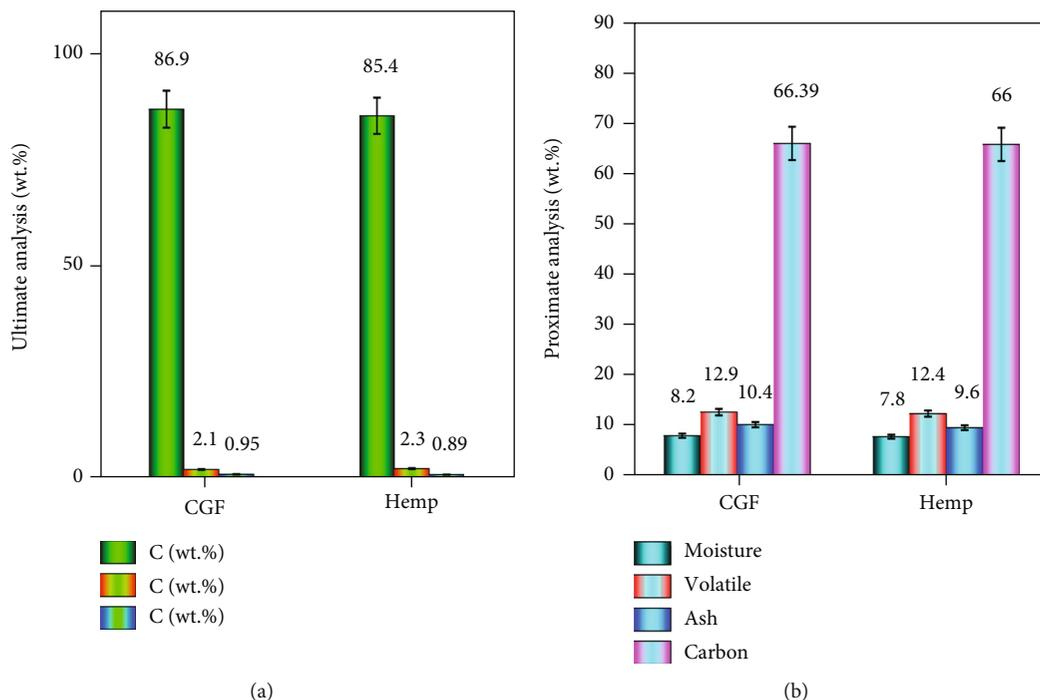 Ultimate analysis (wt.%)
100
50
0
86.9
2.1
0.95
85.4
2.3
0.89
CGF
Hemp
C (wt.%)
C (wt.%)
C (wt.%)
(a)
Proximate analysis (wt.%)
90
80
70
60
50
40
30
20
10
0
8.2
12.9
10.4
66.39
7.8
12.4
9.6
66
CGF
Hemp
Moisture
Volatile
Ash
Carbon
(b)